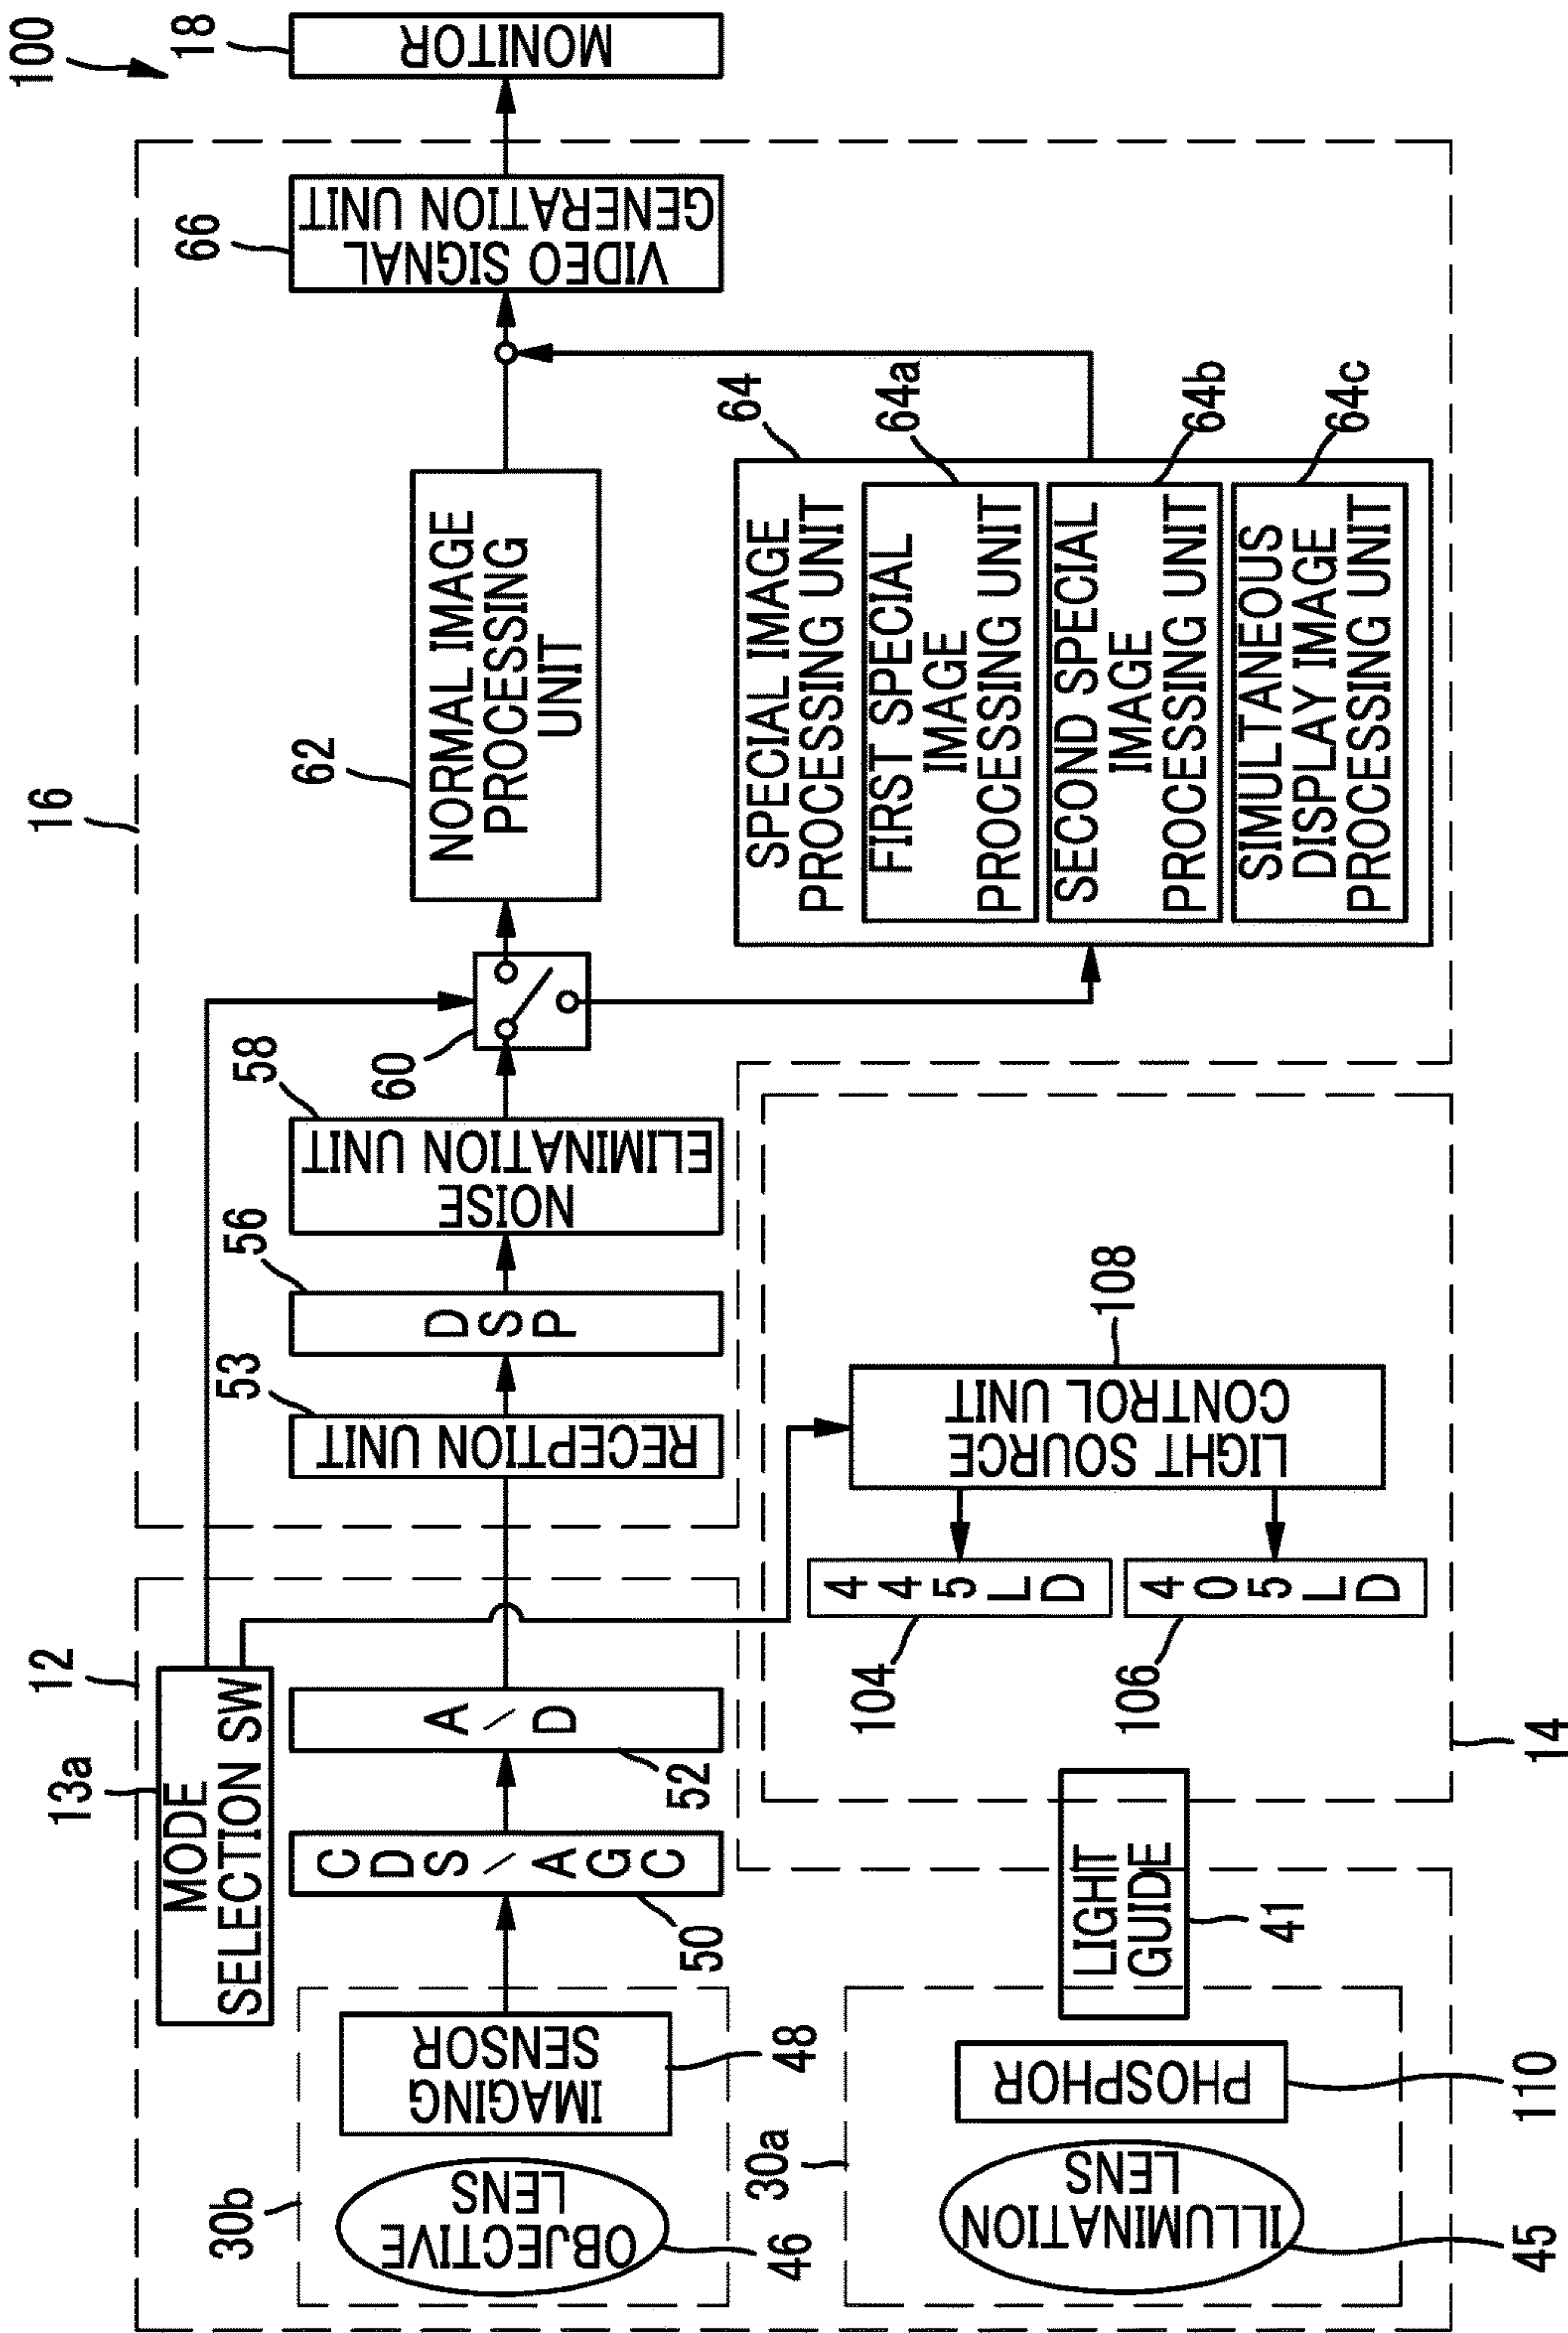 100
12
13a
MODE
SELECTION SW
16
18
MONITOR
66
VIDEO SIGNAL
GENERATION UNIT
62
NORMAL IMAGE
PROCESSING
UNIT
60
58
NOISE
ELIMINATION UNIT
56
DSP
53
RECEPTION UNIT
A/D
52
CDS/AGC
50
30b
IMAGING
SENSOR
48
OBJECTIVE
LENS
46
64
SPECIAL IMAGE
PROCESSING UNIT
64a
FIRST SPECIAL
IMAGE
PROCESSING UNIT
64b
SECOND SPECIAL
IMAGE
PROCESSING UNIT
64c
SIMULTANEOUS
DISPLAY IMAGE
PROCESSING UNIT
108
LIGHT SOURCE
CONTROL UNIT
445LD
104
405LD
106
14
LIGHT
GUIDE
41
30a
PHOSPHOR
110
ILLUMINATION
LENS
45